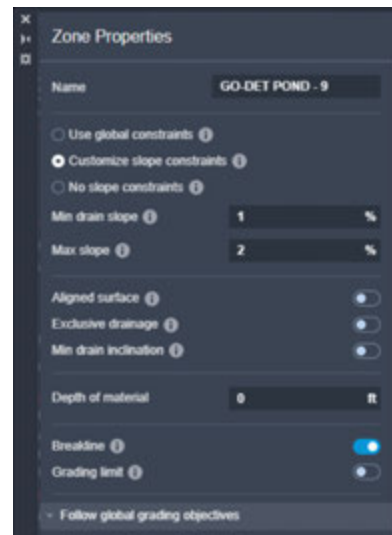 Zone Properties
Name GO-DET POND - 9
Use global constraints
Customize slope constraints
No slope constraints
Min drain slope 1 %
Max slope 2 %
Aligned surface
Exclusive drainage
Min drain inclination
Depth of material 0 ft
Breakline
Grading limit
Follow global grading objectives